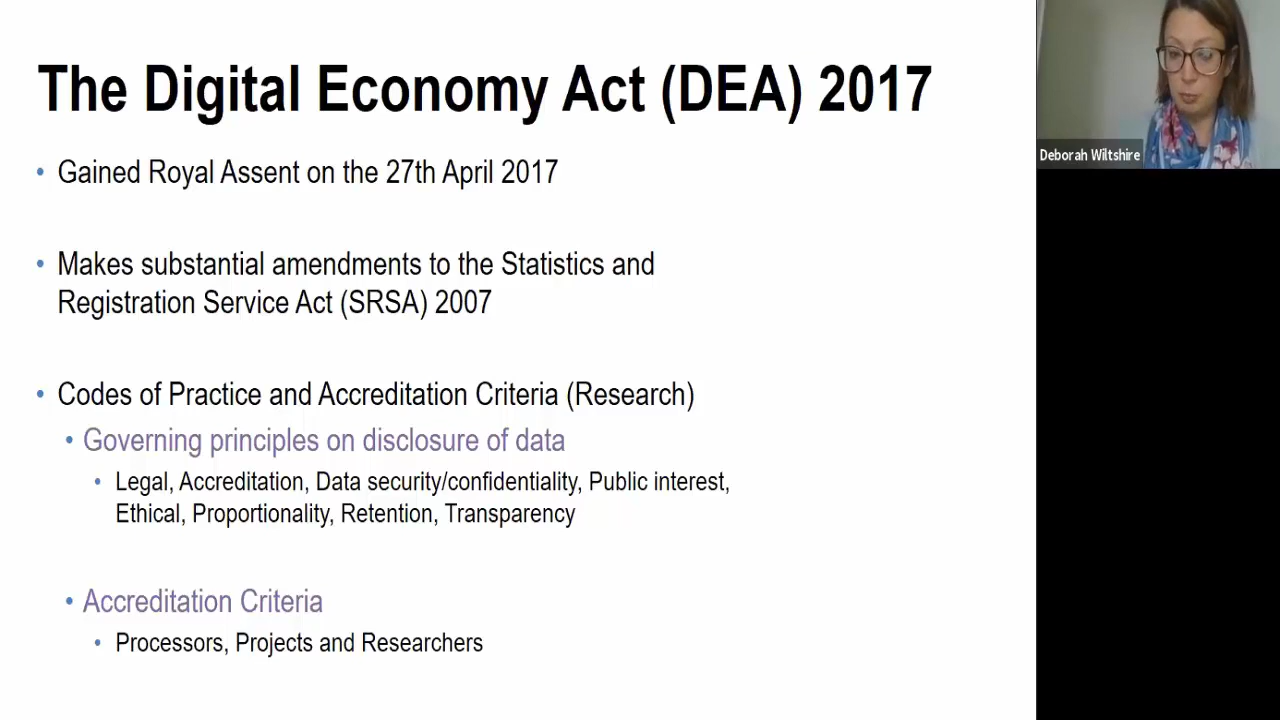 The Digital Economy Act (DEA) 2017
• Gained Royal Assent on the 27th April 2017
• Makes substantial amendments to the Statistics and
Registration Service Act (SRSA) 2007
• Codes of Practice and Accreditation Criteria (Research)
• Governing principles on disclosure of data
• Legal, Accreditation, Data security/confidentiality, Public interest,
Ethical, Proportionality, Retention, Transparency
• Accreditation Criteria
• Processors, Projects and Researchers
Deborah Wiltshire